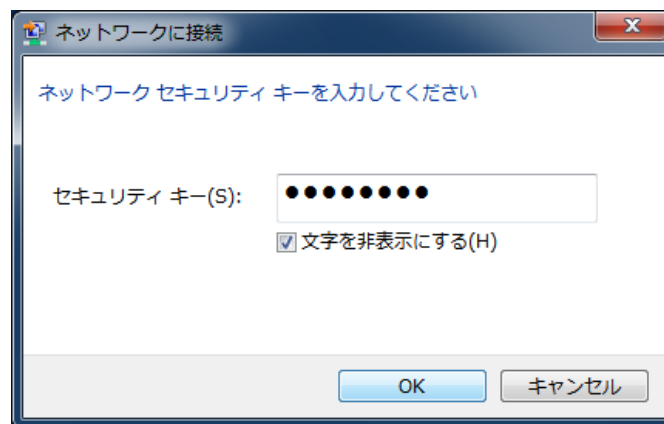 ネットワークに接続
ネットワーク セキュリティ キーを入力してください
セキュリティ キー(S): ●●●●●●●●
文字を非表示にする(H)
OK キャンセル